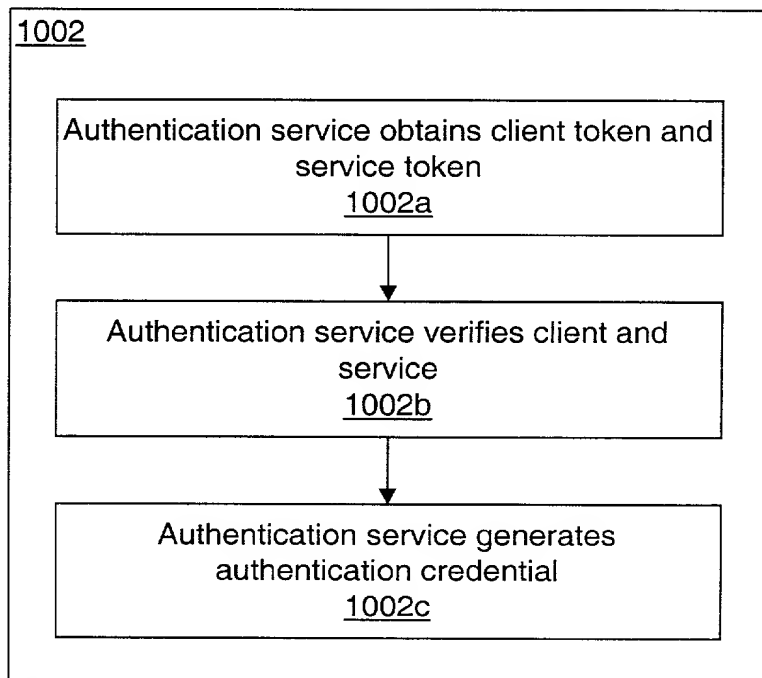 1002
Authentication service obtains client token and
service token
1002a
Authentication service verifies client and
service
1002b
Authentication service generates
authentication credential
1002c